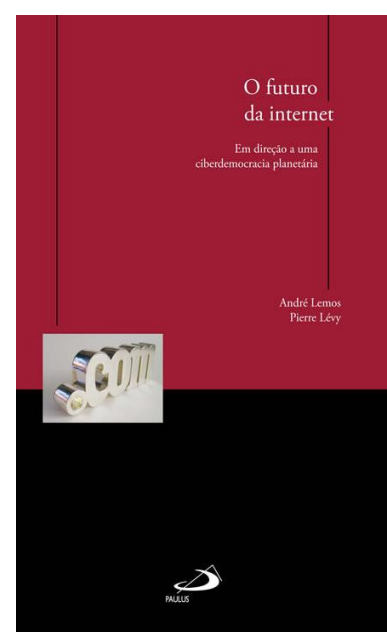 O futuro
da internet
Em direção a uma
ciberdemocracia planetária
André Lemos
Pierre Lévy
.com
PAULUS